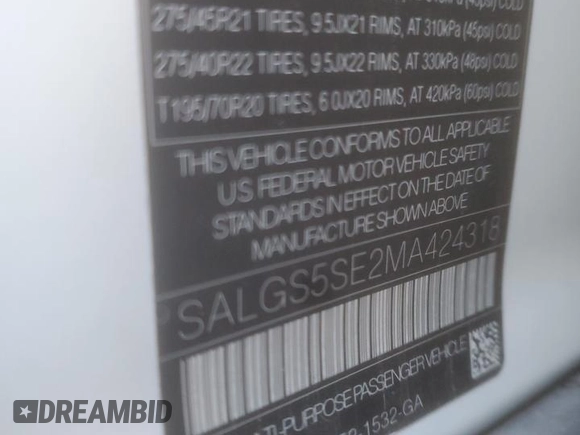 275/45R21 TIRES, 9.5JX21 RIMS, AT 310kPa (45psi) COLD
275/40R22 TIRES, 9.5JX22 RIMS, AT 330kPa (48psi) COLD
T195/70R20 TIRES, 6.0JX20 RIMS, AT 420kPa (60psi) COLD
THIS VEHICLE CONFORMS TO ALL APPLICABLE
US FEDERAL MOTOR VEHICLE SAFETY
STANDARDS IN EFFECT ON THE DATE OF
MANUFACTURE SHOWN ABOVE
SALGS5SE2MA424318
PURPOSE PASSENGER VEHICLE
1532-GA
DREAMBID